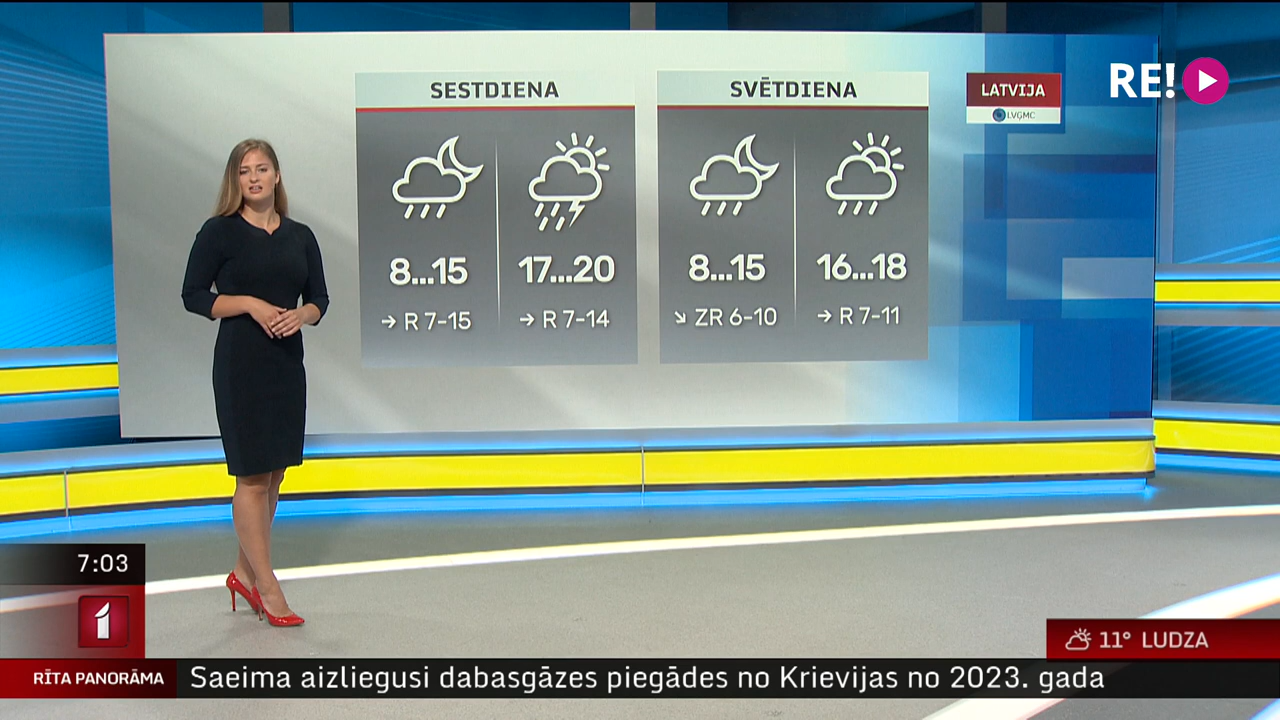 RE!
SESTDIENA
SVĒTDIENA
LATVIJA
LVĢMC
8...15
17...20
8...15
16...18
→ R 7-15
→ R 7-14
↘ ZR 6-10
→ R 7-11
7:03
1
11° LUDZA
RĪTA PANORĀMA
Saeima aizliegusi dabasgāzes piegādes no Krievijas no 2023. gada